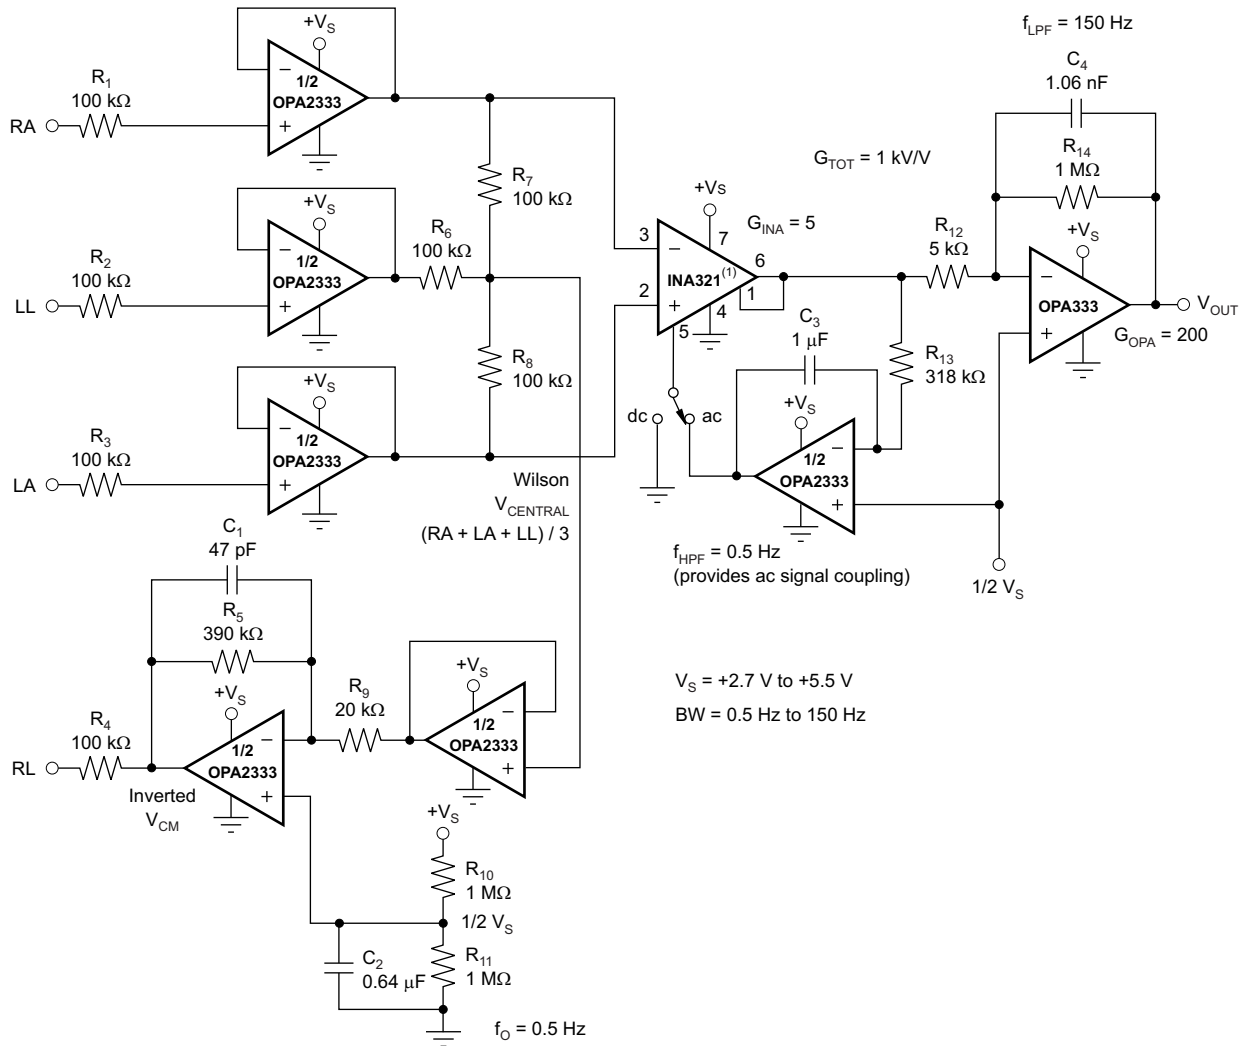 f_LPF = 150 Hz
+V_S
C_4
1.06 nF
R_1
100 kΩ
−
1/2
OPA2333
RA
+
R_14
1 MΩ
G_TOT = 1 kV/V
R_7
100 kΩ
+V_S
+V_S
R_6
100 kΩ
−
1/2
OPA2333
R_2
100 kΩ
LL
+
+V_S
7
G_INA = 5
3
−
INA321(1)
6
1
2
+
4
5
R_12
5 kΩ
+V_S
−
OPA333
+
V_OUT
G_OPA = 200
C_3
1 µF
R_13
318 kΩ
R_8
100 kΩ
+V_S
−
1/2
OPA2333
R_3
100 kΩ
LA
+
dc
ac
+V_S
−
1/2
OPA2333
+
Wilson
V_CENTRAL
(RA + LA + LL) / 3
f_HPF = 0.5 Hz
(provides ac signal coupling)
1/2 V_S
C_1
47 pF
R_5
390 kΩ
+V_S
R_9
20 kΩ
+V_S
−
1/2
OPA2333
+
V_S = +2.7 V to +5.5 V
BW = 0.5 Hz to 150 Hz
R_4
100 kΩ
RL
−
1/2
OPA2333
+
Inverted
V_CM
+V_S
R_10
1 MΩ
1/2 V_S
C_2
0.64 µF
R_11
1 MΩ
f_O = 0.5 Hz